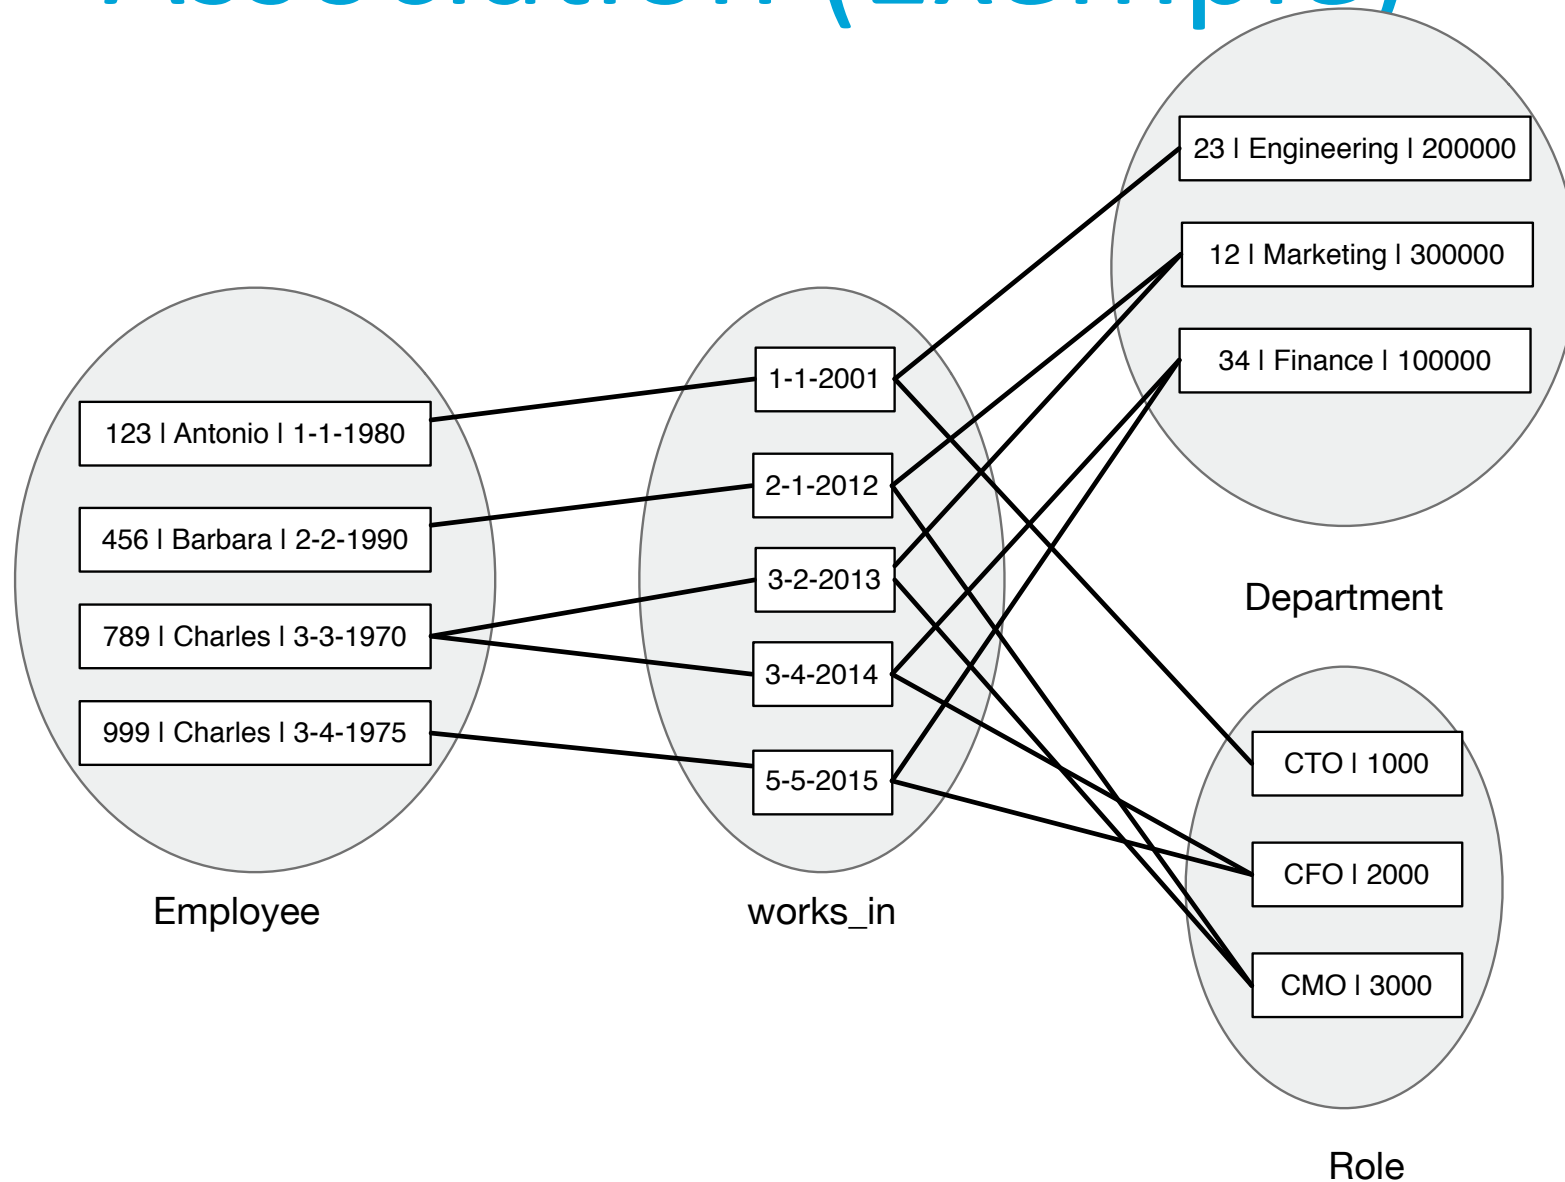 Association (Example)
23 | Engineering | 200000
12 | Marketing | 300000
34 | Finance | 100000
Department
123 | Antonio | 1-1-1980
456 | Barbara | 2-2-1990
789 | Charles | 3-3-1970
999 | Charles | 3-4-1975
Employee
1-1-2001
2-1-2012
3-2-2013
3-4-2014
5-5-2015
works_in
CTO | 1000
CFO | 2000
CMO | 3000
Role